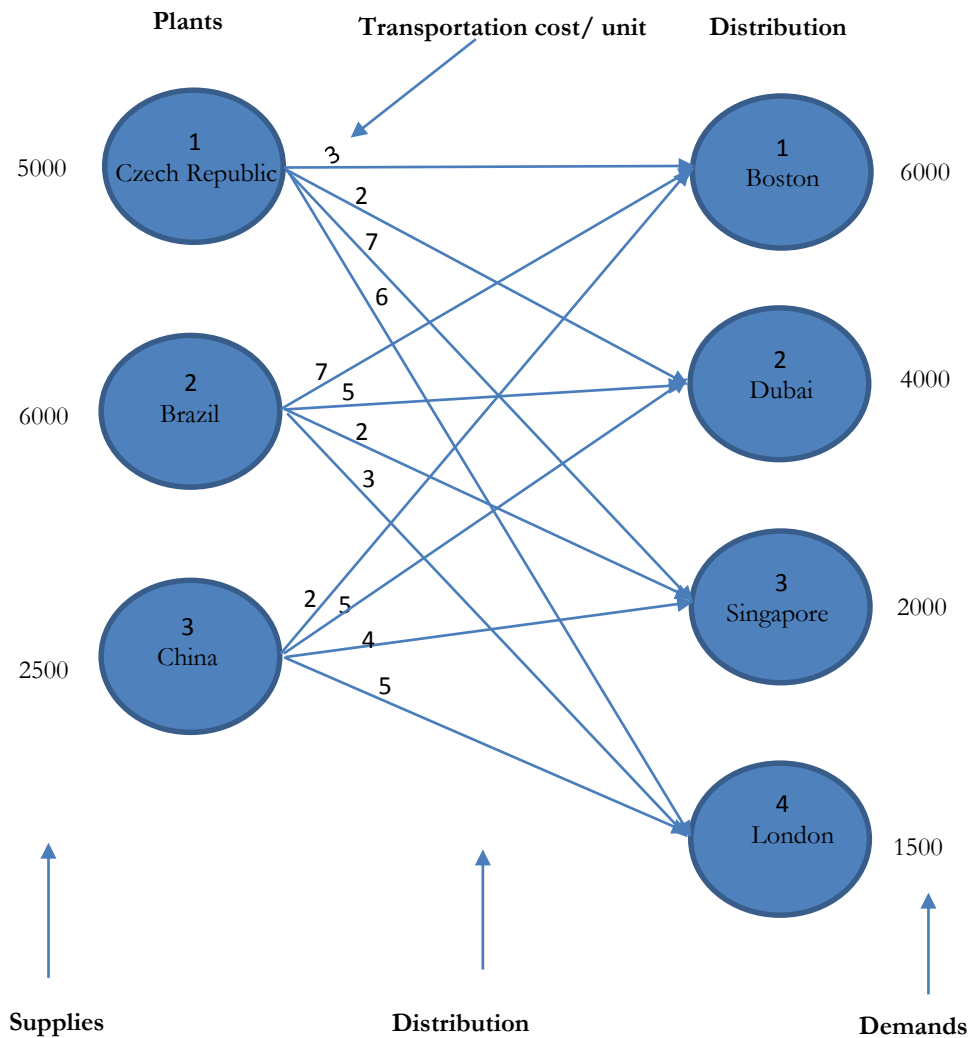 Plants
Transportation cost/ unit
Distribution
5000
1
Czech Republic
3
2
7
6
1
Boston
6000
6000
2
Brazil
7
5
2
3
2
Dubai
4000
2500
3
China
2
5
4
5
3
Singapore
2000
4
London
1500
Supplies
Distribution
Demands